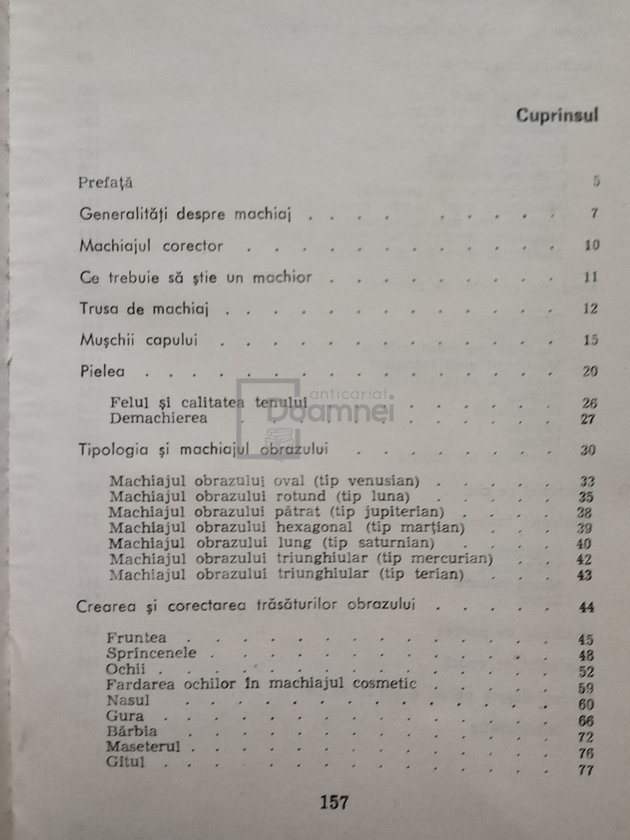 Cuprinsul
Prefață 5
Generalități despre machiaj . . . . . . . . . 7
Machiajul corector . . . . . . . . . . . . 10
Ce trebuie să știe un machior . . . . . . . . 11
Trusa de machiaj . . . . . . . . . . . . . 12
Mușchii capului . . . . . . . . . . . . . 15
Pielea . . . . . . . . . . . . . . . . 20
anticariat
Doamnei
Felul și calitatea tenului . . . . . . . . 26
Demachierea . . . . . . . . . . . . 27
Tipologia și machiajul obrazului . . . . . . . . 30
Machiajul obrazului oval (tip venusian) . . . . 33
Machiajul obrazului rotund (tip luna) . . . . . 35
Machiajul obrazului pătrat (tip jupiterian) . . . . 38
Machiajul obrazului hexagonal (tip marțian) . . . 39
Machiajul obrazului lung (tip saturnian) . . . . 40
Machiajul obrazului triunghiular (tip mercurian) . . 42
Machiajul obrazului triunghiular (tip terian) . . . 43
Crearea și corectarea trăsăturilor obrazului . . . . . 44
Fruntea . . . . . . . . . . . . . . 45
Sprîncenele . . . . . . . . . . . . . 48
Ochii . . . . . . . . . . . . . . . 52
Fardarea ochilor în machiajul cosmetic . . . . . 59
Nasul . . . . . . . . . . . . . . 60
Gura . . . . . . . . . . . . . . . 66
Bărbia . . . . . . . . . . . . . . 72
Maseterul . . . . . . . . . . . . . . 76
Gîtul . . . . . . . . . . . . . . . 77
157